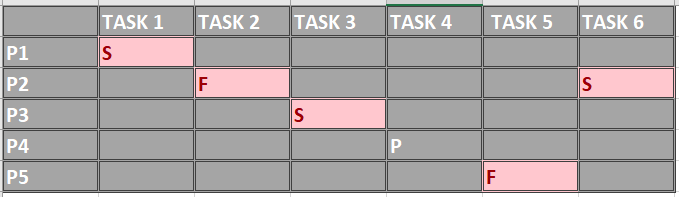 TASK 1 TASK 2 TASK 3 TASK 4 TASK 5 TASK 6
P1 S
P2 F S
P3 S
P4 P
P5 F